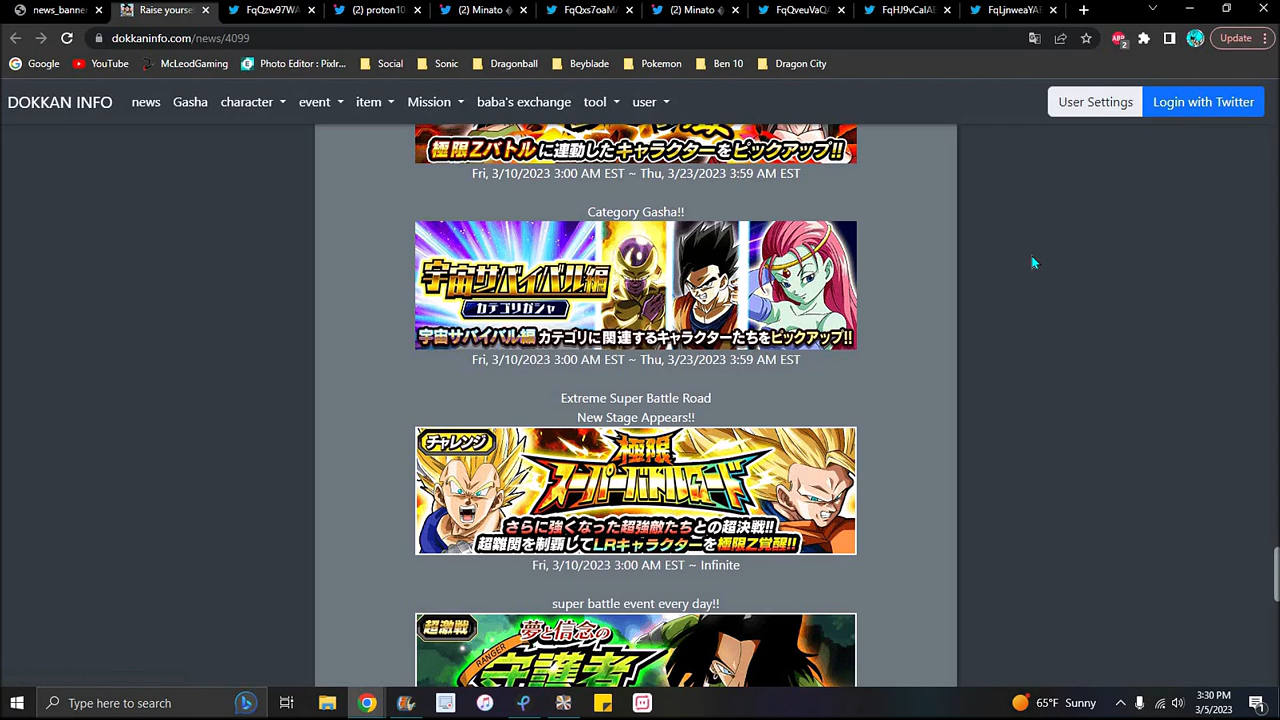 news_banner
Raise yourse
FqQzw97WA
(2) proton10
(2) Minato
FqQxs7oaM
(2) Minato
FqQveuVaQA
FqHJ9vCaIAE
FqLjnweaYA
dokkaninfo.com/news/4099
2
Update
Google YouTube McLeodGaming Photo Editor : Pixlr... Social Sonic Dragonball Beyblade Pokemon Ben 10 Dragon City
DOKKAN INFO news Gasha character event item Mission baba's exchange tool user User Settings Login with Twitter
極限Zバトルに連動したキャラクターをピックアップ!!
Fri, 3/10/2023 3:00 AM EST ~ Thu, 3/23/2023 3:59 AM EST
Category Gasha!!
宇宙サバイバル編
カテゴリガシャ
宇宙サバイバル編 カテゴリに関連するキャラクターたちをピックアップ!!
Fri, 3/10/2023 3:00 AM EST ~ Thu, 3/23/2023 3:59 AM EST
Extreme Super Battle Road
New Stage Appears!!
チャレンジ
極限
スーパーバトルロード
さらに強くなった超強敵たちとの超決戦!!
超難関を制覇してLRキャラクターを極限Z覚醒!!
Fri, 3/10/2023 3:00 AM EST ~ Infinite
super battle event every day!!
超激戦
夢と信念の
守護者
RANGER
Type here to search
65°F Sunny
3:30 PM
3/5/2023